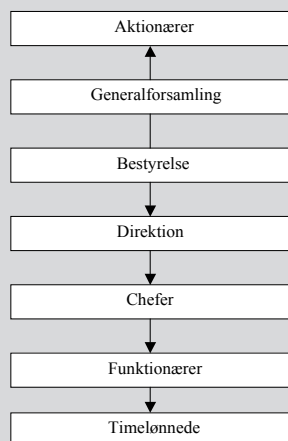 Aktionærer
Generalforsamling
Bestyrelse
Direktion
Chefer
Funktionærer
Timelønnede